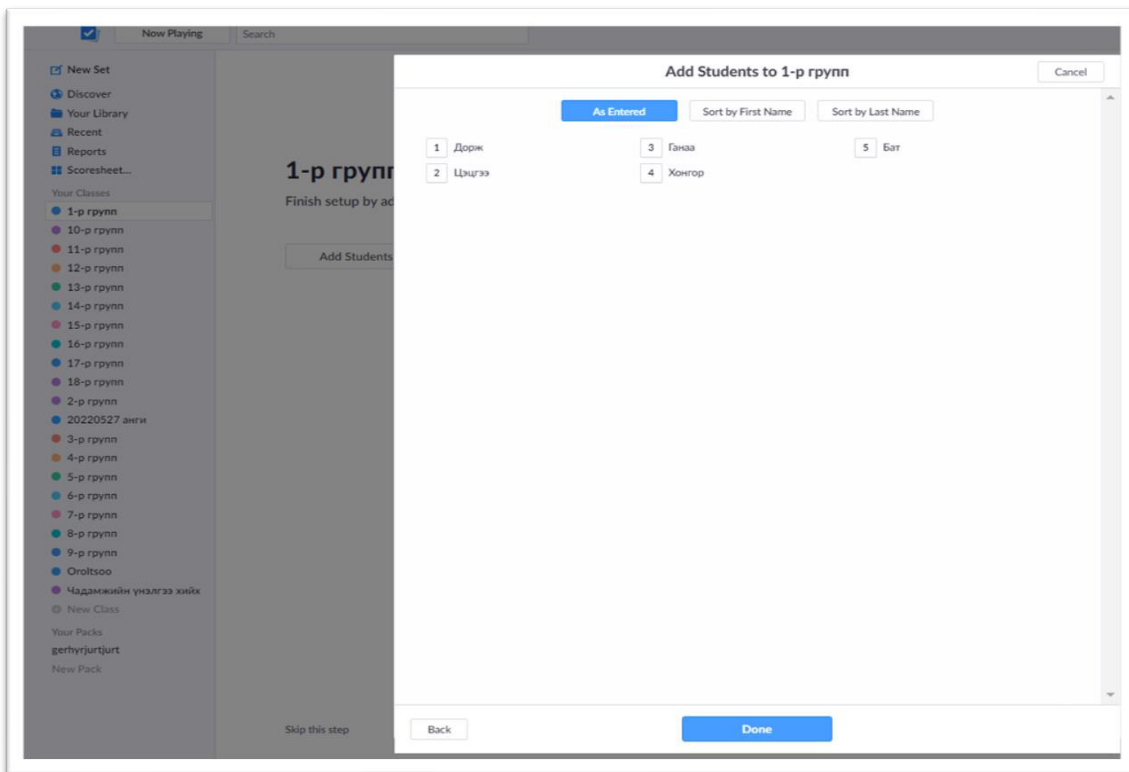 Now Playing
Search
New Set
Discover
Your Library
Recent
Reports
Scoresheet...
Your Classes
1-р групп
10-р групп
11-р групп
12-р групп
13-р групп
14-р групп
15-р групп
16-р групп
17-р групп
18-р групп
2-р групп
20220527 анги
3-р групп
4-р групп
5-р групп
6-р групп
7-р групп
8-р групп
9-р групп
Oroltsoo
Чадамжийн үнэлгээ хийх
New Class
Your Packs
gerhyrjurtjurt
New Pack
1-р групп
Finish setup by ad
Add Students
Skip this step
Add Students to 1-р групп
Cancel
As Entered
Sort by First Name
Sort by Last Name
1 Дорж
2 Цэцгээ
3 Ганаа
4 Хонгор
5 Бат
Back
Done